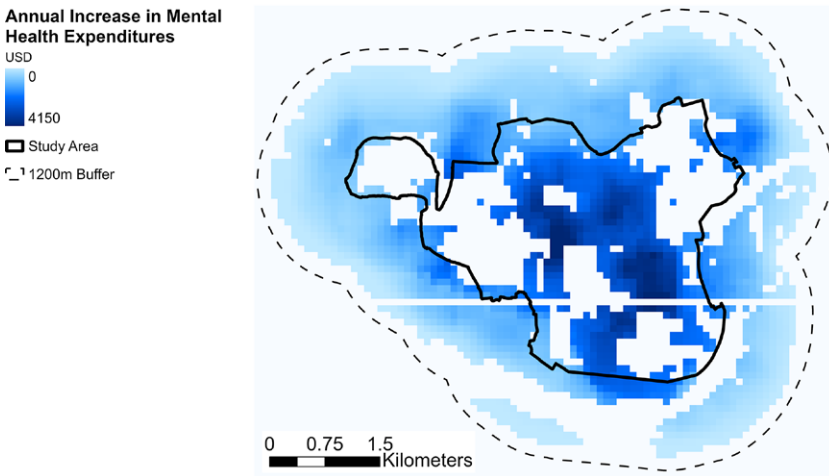 Annual Increase in Mental
Health Expenditures
USD
0
4150
Study Area
1200m Buffer
0 0.75 1.5
Kilometers